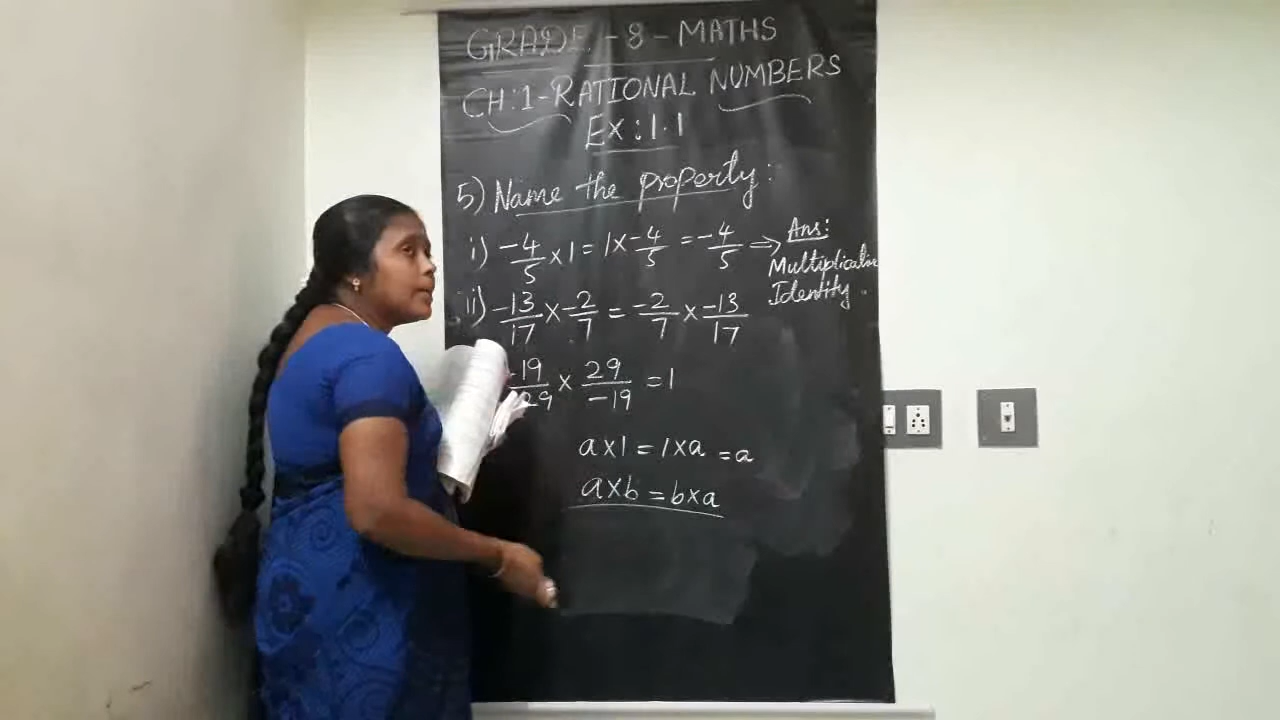 GRADE - 8 - MATHS
CH:1 - RATIONAL NUMBERS
Ex : 1.1
5) Name the property:
i) -4/5 × 1 = 1 × -4/5 = -4/5 ⇒ Ans:
Multiplicative
Identity.
ii) -13/17 × -2/7 = -2/7 × -13/17
-19/29 × 29/-19 = 1
a×1 = 1×a = a
a×b = b×a